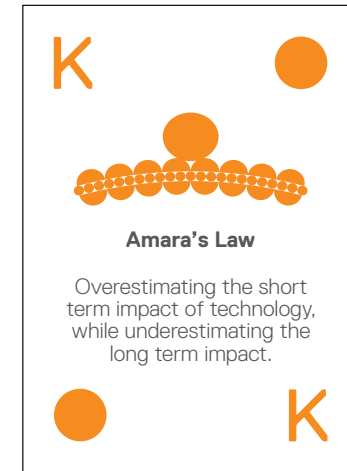 K
Amara's Law
Overestimating the short
term impact of technology,
while underestimating the
long term impact.
K